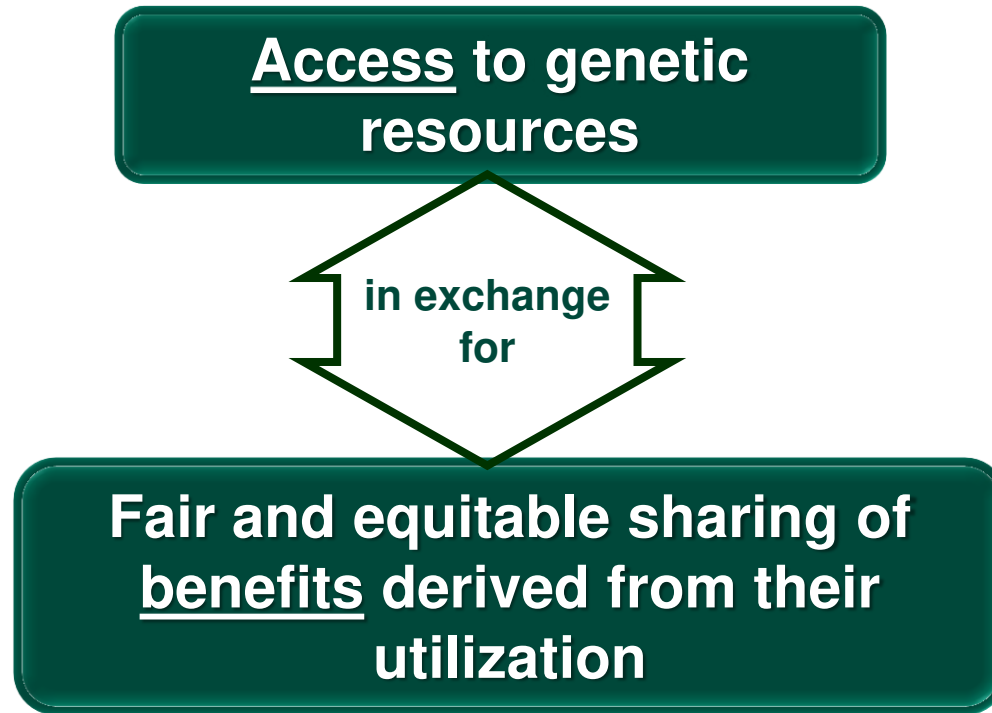 Access to genetic
resources
in exchange
for
Fair and equitable sharing of
benefits derived from their
utilization